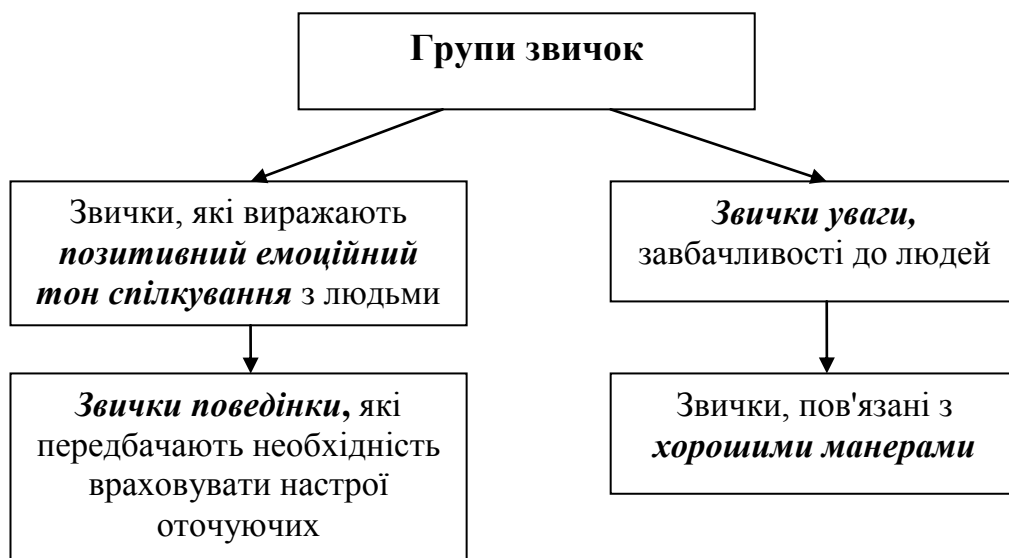 Групи звичок
Звички, які виражають
позитивний емоційний
тон спілкування з людьми
Звички уваги,
завбачливості до людей
Звички поведінки, які
передбачають необхідність
враховувати настрої
оточуючих
Звички, пов'язані з
хорошими манерами